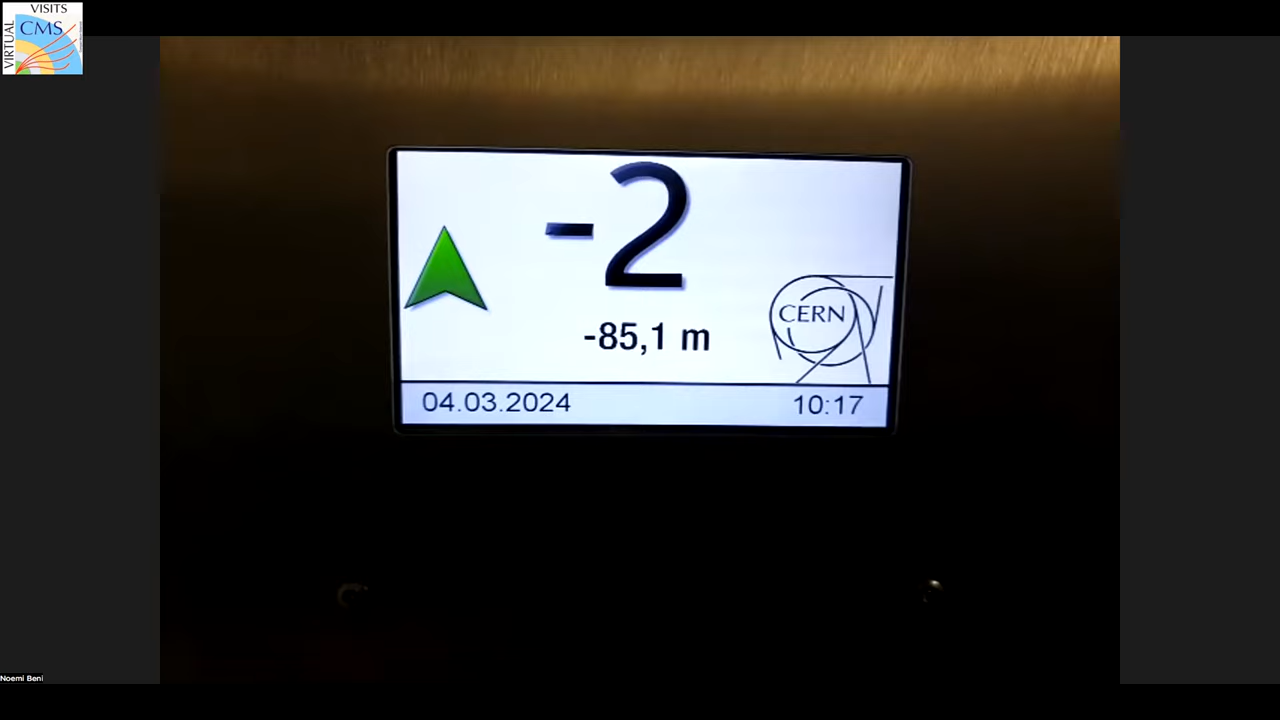 VISITS
VIRTUAL
CMS
-2
-85,1 m
CERN
04.03.2024
10:17
Noemi Beni